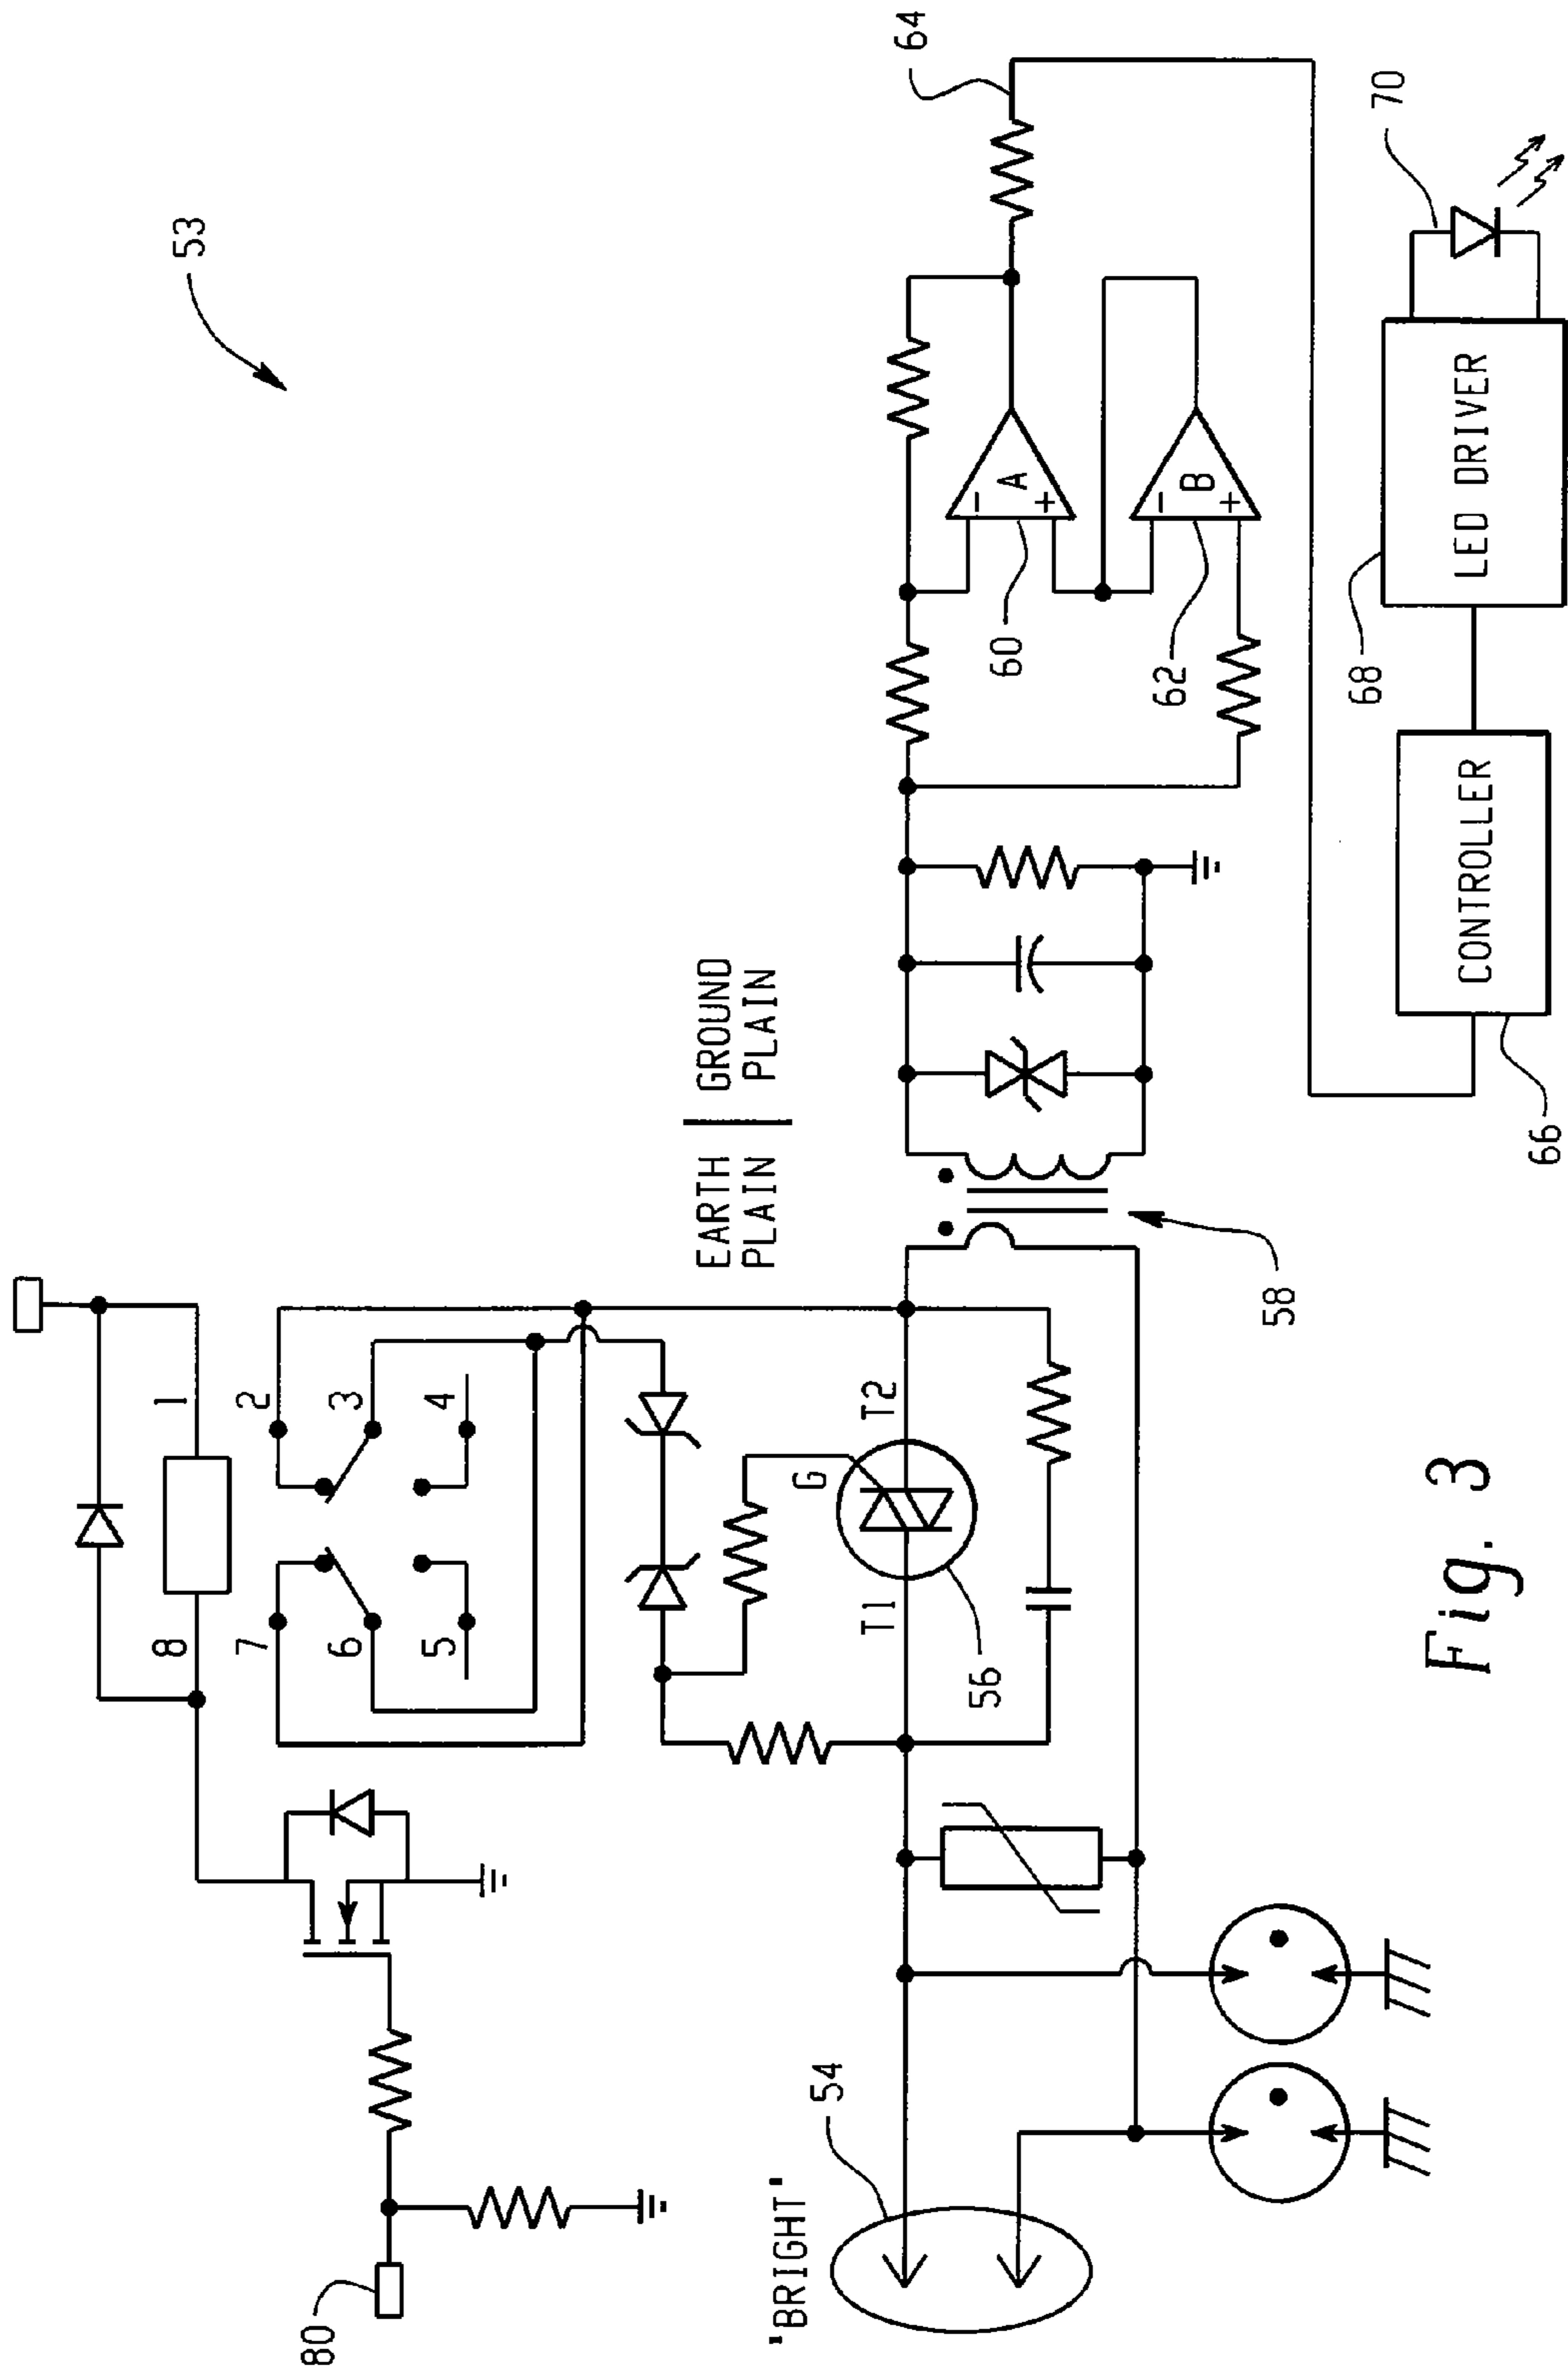 53
1
8
2
3
4
7
6
5
EARTH PLAIN
GROUND PLAIN
G
T1
T2
56
58
64
- A +
60
- B +
62
80
'BRIGHT'
54
CONTROLLER
66
LED DRIVER
68
70
Fig. 3